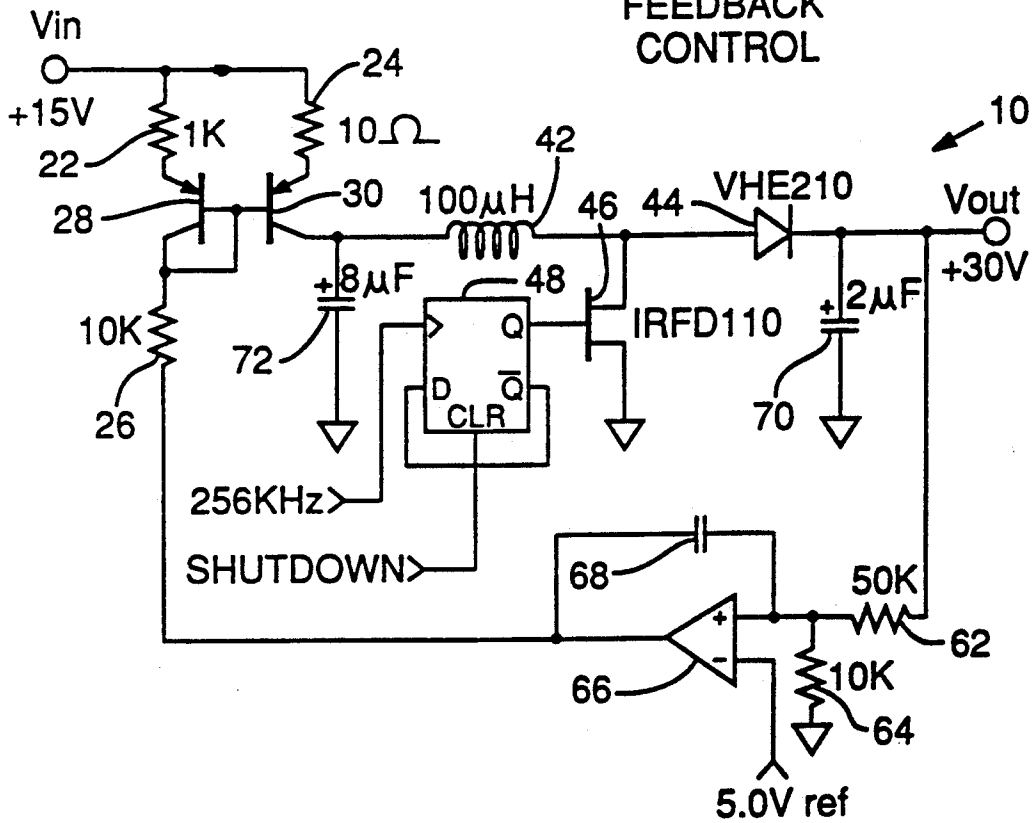 FEEDBACK
CONTROL
Vin
+15V
24
10
1K
10Ω
22
42
28
30
100μH
46
44
VHE210
Vout
+30V
+
8μF
48
+
2μF
10K
72
Q
IRFD110
D
Q̅
CLR
70
26
256KHz
SHUTDOWN
68
50K
+
62
−
66
10K
64
5.0V ref